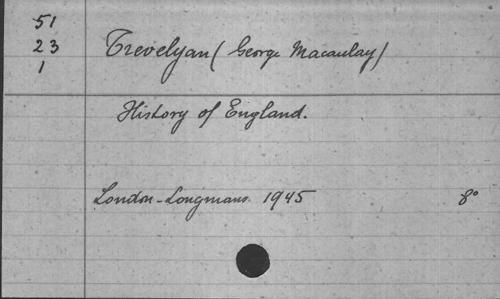 51
23
1
Trevelyan (George Macaulay)
History of England.
London - Longmans 1945 8°